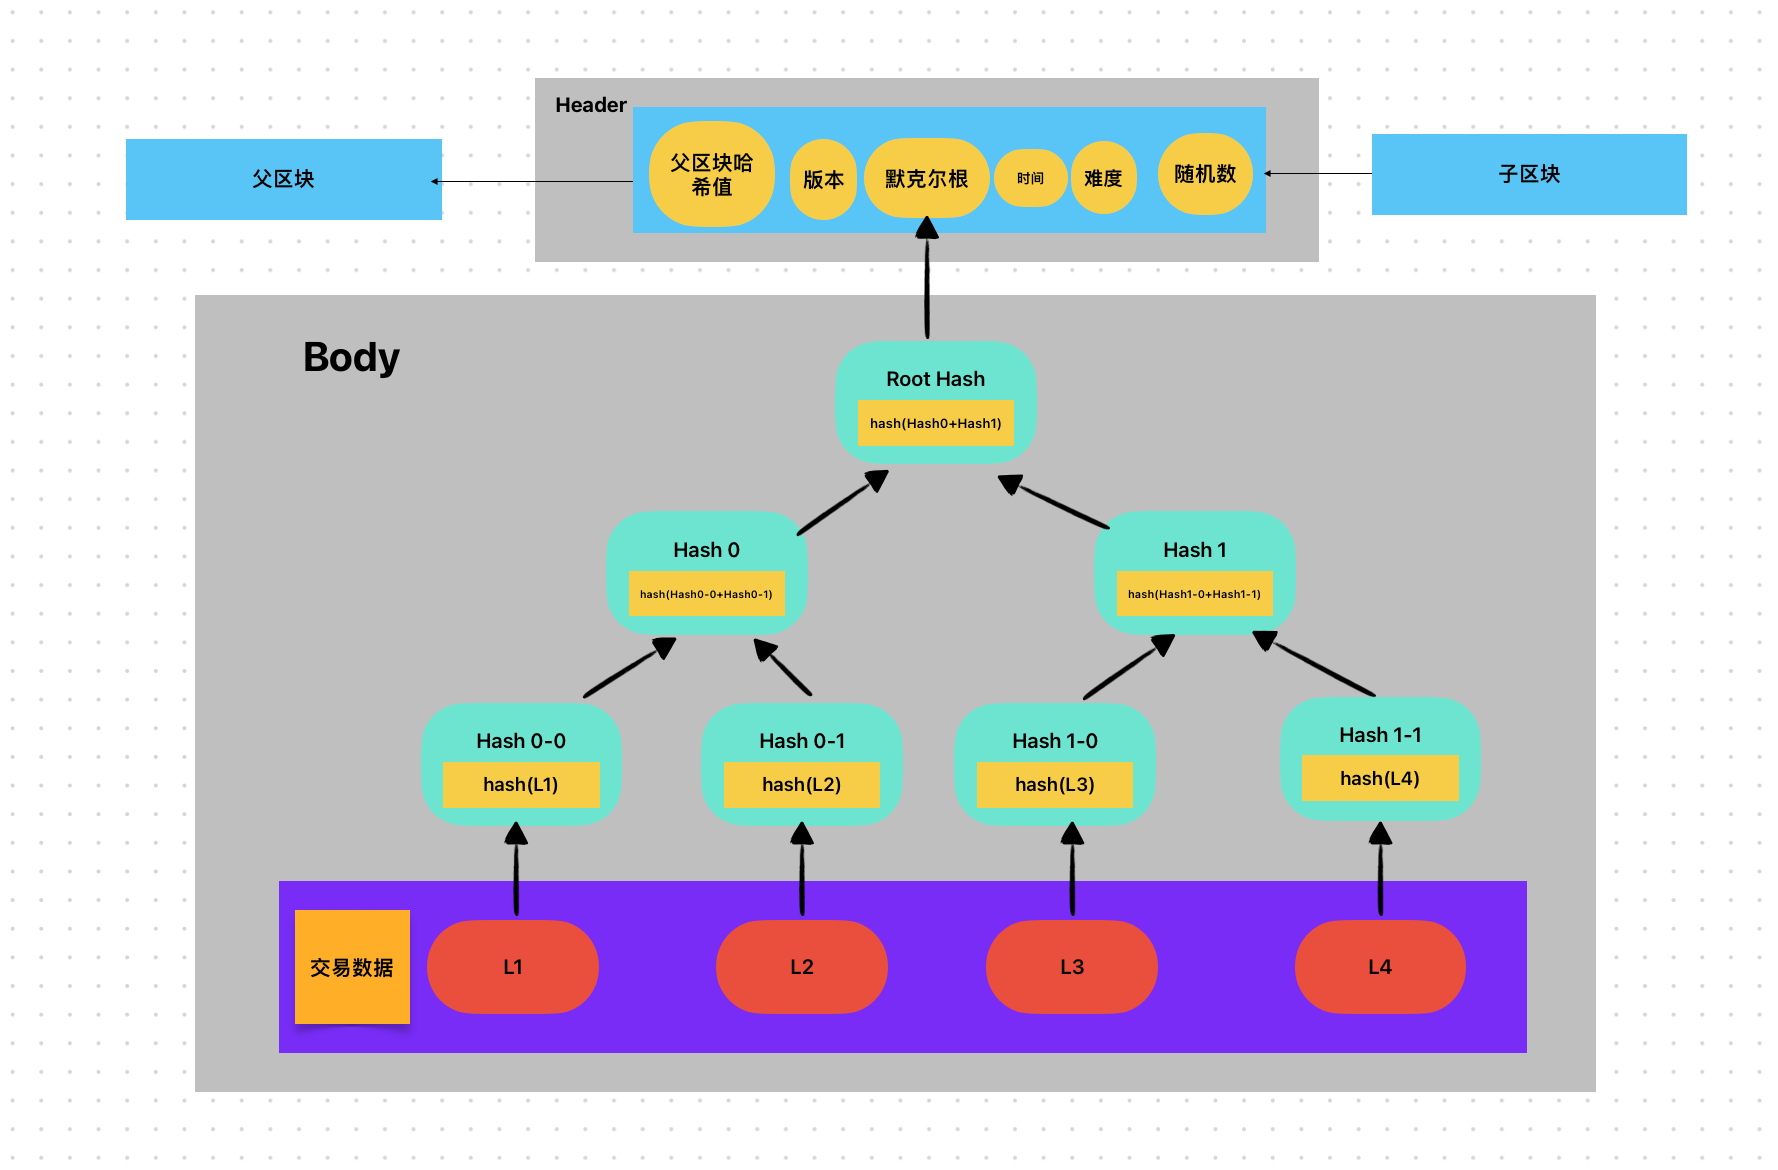 Header
父区块
父区块哈
希值
版本
默克尔根
时间
难度
随机数
子区块
Body
Root Hash
hash(Hash0+Hash1)
Hash 0
hash(Hash0-0+Hash0-1)
Hash 1
hash(Hash1-0+Hash1-1)
Hash 0-0
hash(L1)
Hash 0-1
hash(L2)
Hash 1-0
hash(L3)
Hash 1-1
hash(L4)
交易数据
L1
L2
L3
L4